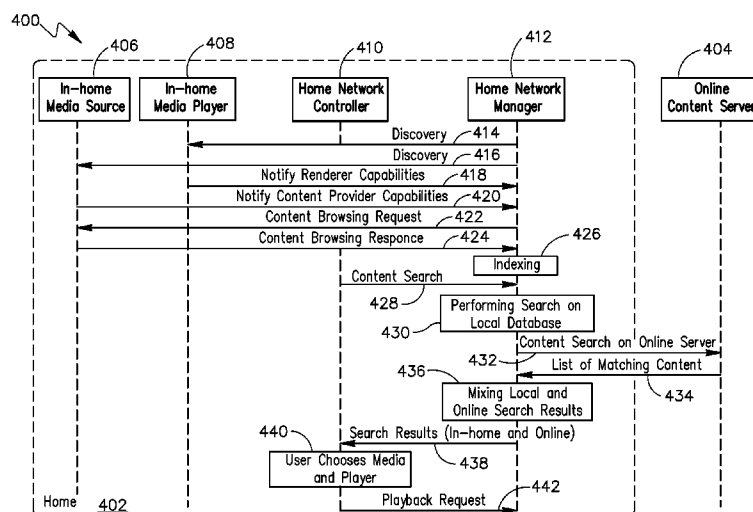 400
406
408
410
412
404
In-home
Media Source
In-home
Media Player
Home Network
Controller
Home Network
Manager
Online
Content Server
Discovery
414
Discovery
416
Notify Renderer Capabilities
418
Notify Content Provider Capabilities
420
Content Browsing Request
422
Content Browsing Responce
424
426
Indexing
Content Search
428
Performing Search on
Local Database
430
Content Search on Online Server
432
List of Matching Content
434
436
Mixing Local and
Online Search Results
440
Search Results (In-home and Online)
438
User Chooses Media
and Player
Playback Request
442
Home 402